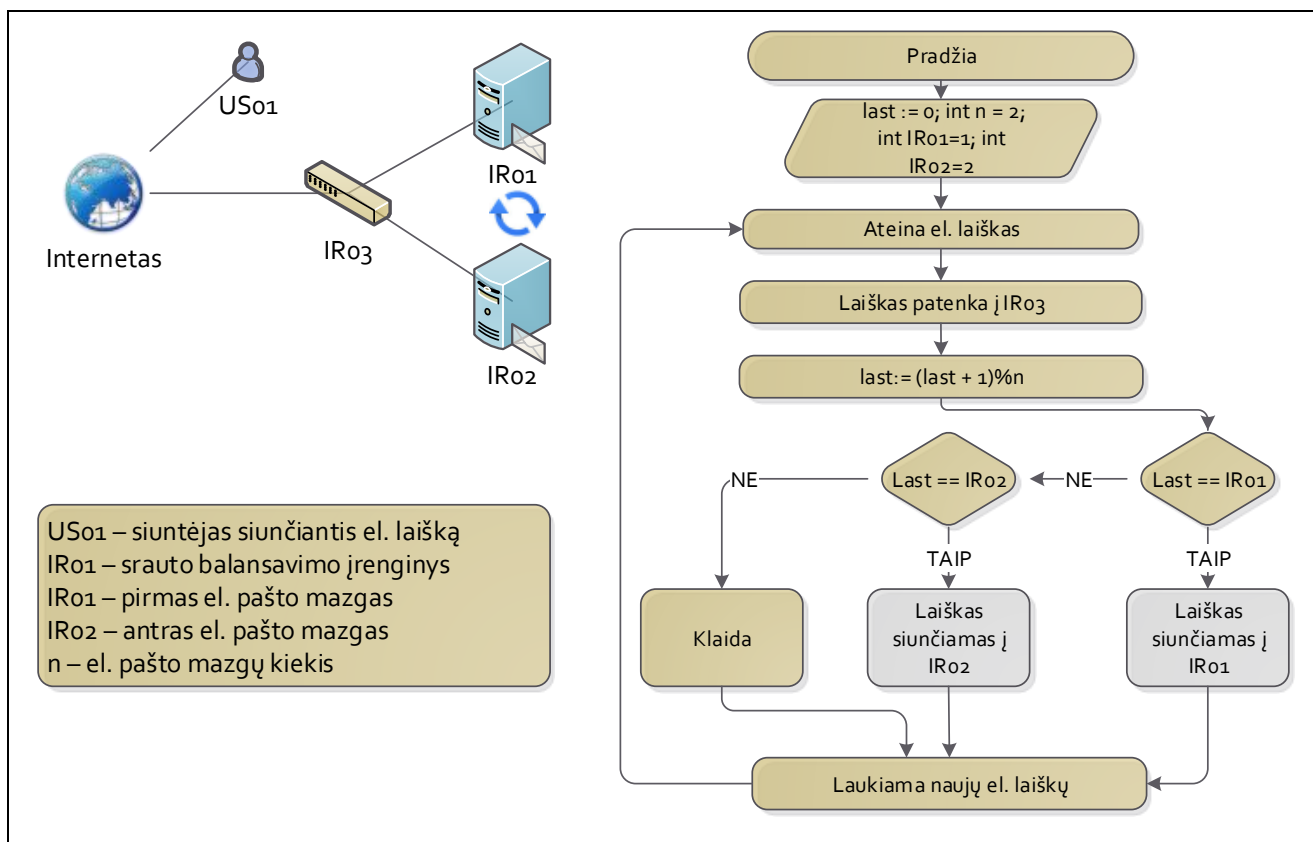 US01
Internetas
IR03
IR01
IR02
US01 – siuntėjas siunčiantis el. laišką
IR01 – srauto balansavimo įrenginys
IR01 – pirmas el. pašto mazgas
IR02 – antras el. pašto mazgas
n – el. pašto mazgų kiekis
Pradžia
last := 0; int n = 2;
int IR01=1; int
IR02=2
Ateina el. laiškas
Laiškas patenka į IR03
last:= (last + 1)%n
Last == IR01
NE
Last == IR02
NE
TAIP
TAIP
Klaida
Laiškas
siunčiamas į
IR02
Laiškas
siunčiamas į
IR01
Laukiama naujų el. laiškų